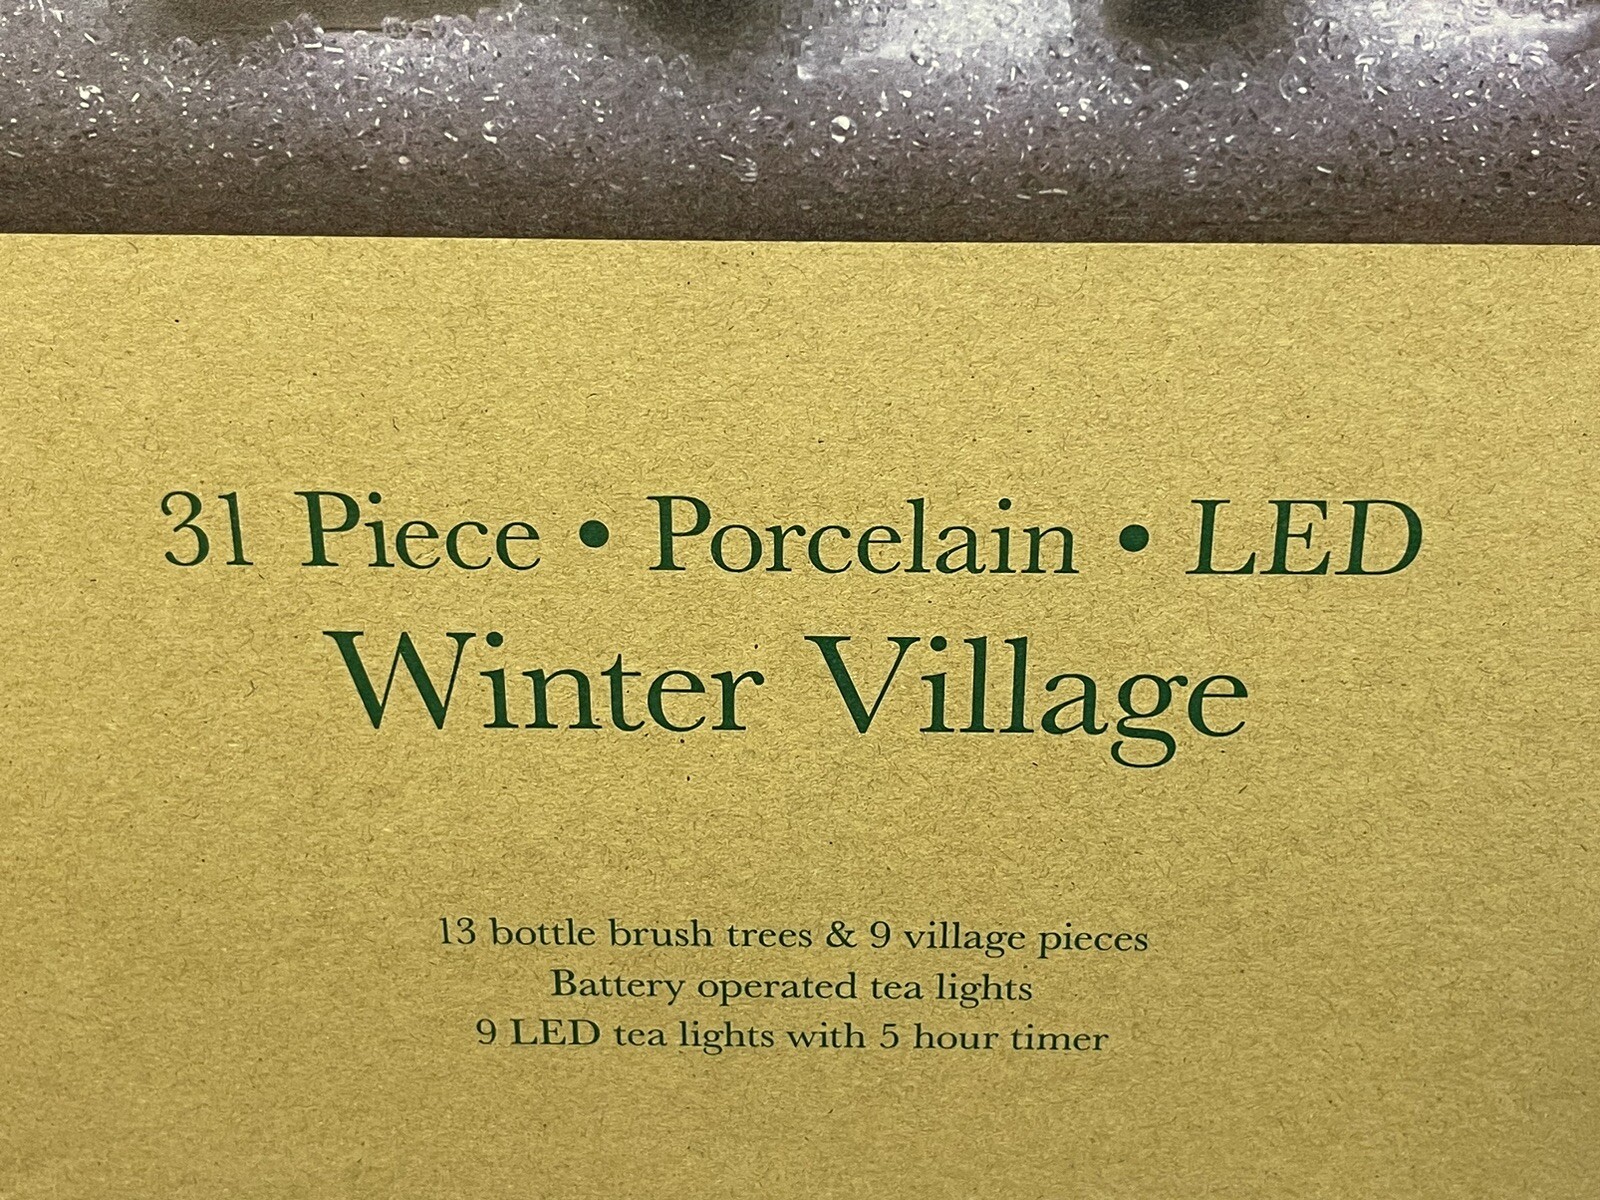 31 Piece • Porcelain • LED
Winter Village
13 bottle brush trees & 9 village pieces
Battery operated tea lights
9 LED tea lights with 5 hour timer